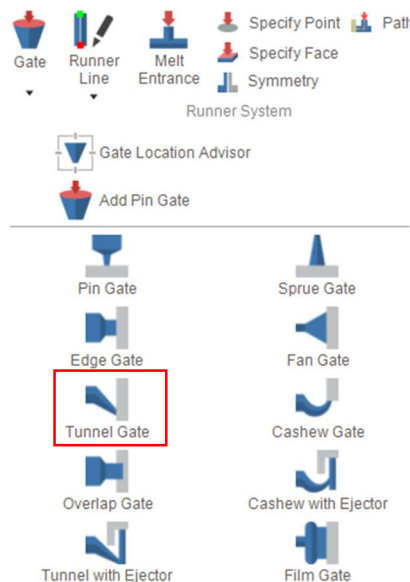 Gate
Runner
Line
Melt
Entrance
Specify Point
Path
Specify Face
Symmetry
Runner System
Gate Location Advisor
Add Pin Gate
Pin Gate
Sprue Gate
Edge Gate
Fan Gate
Tunnel Gate
Cashew Gate
Overlap Gate
Cashew with Ejector
Tunnel with Ejector
Film Gate